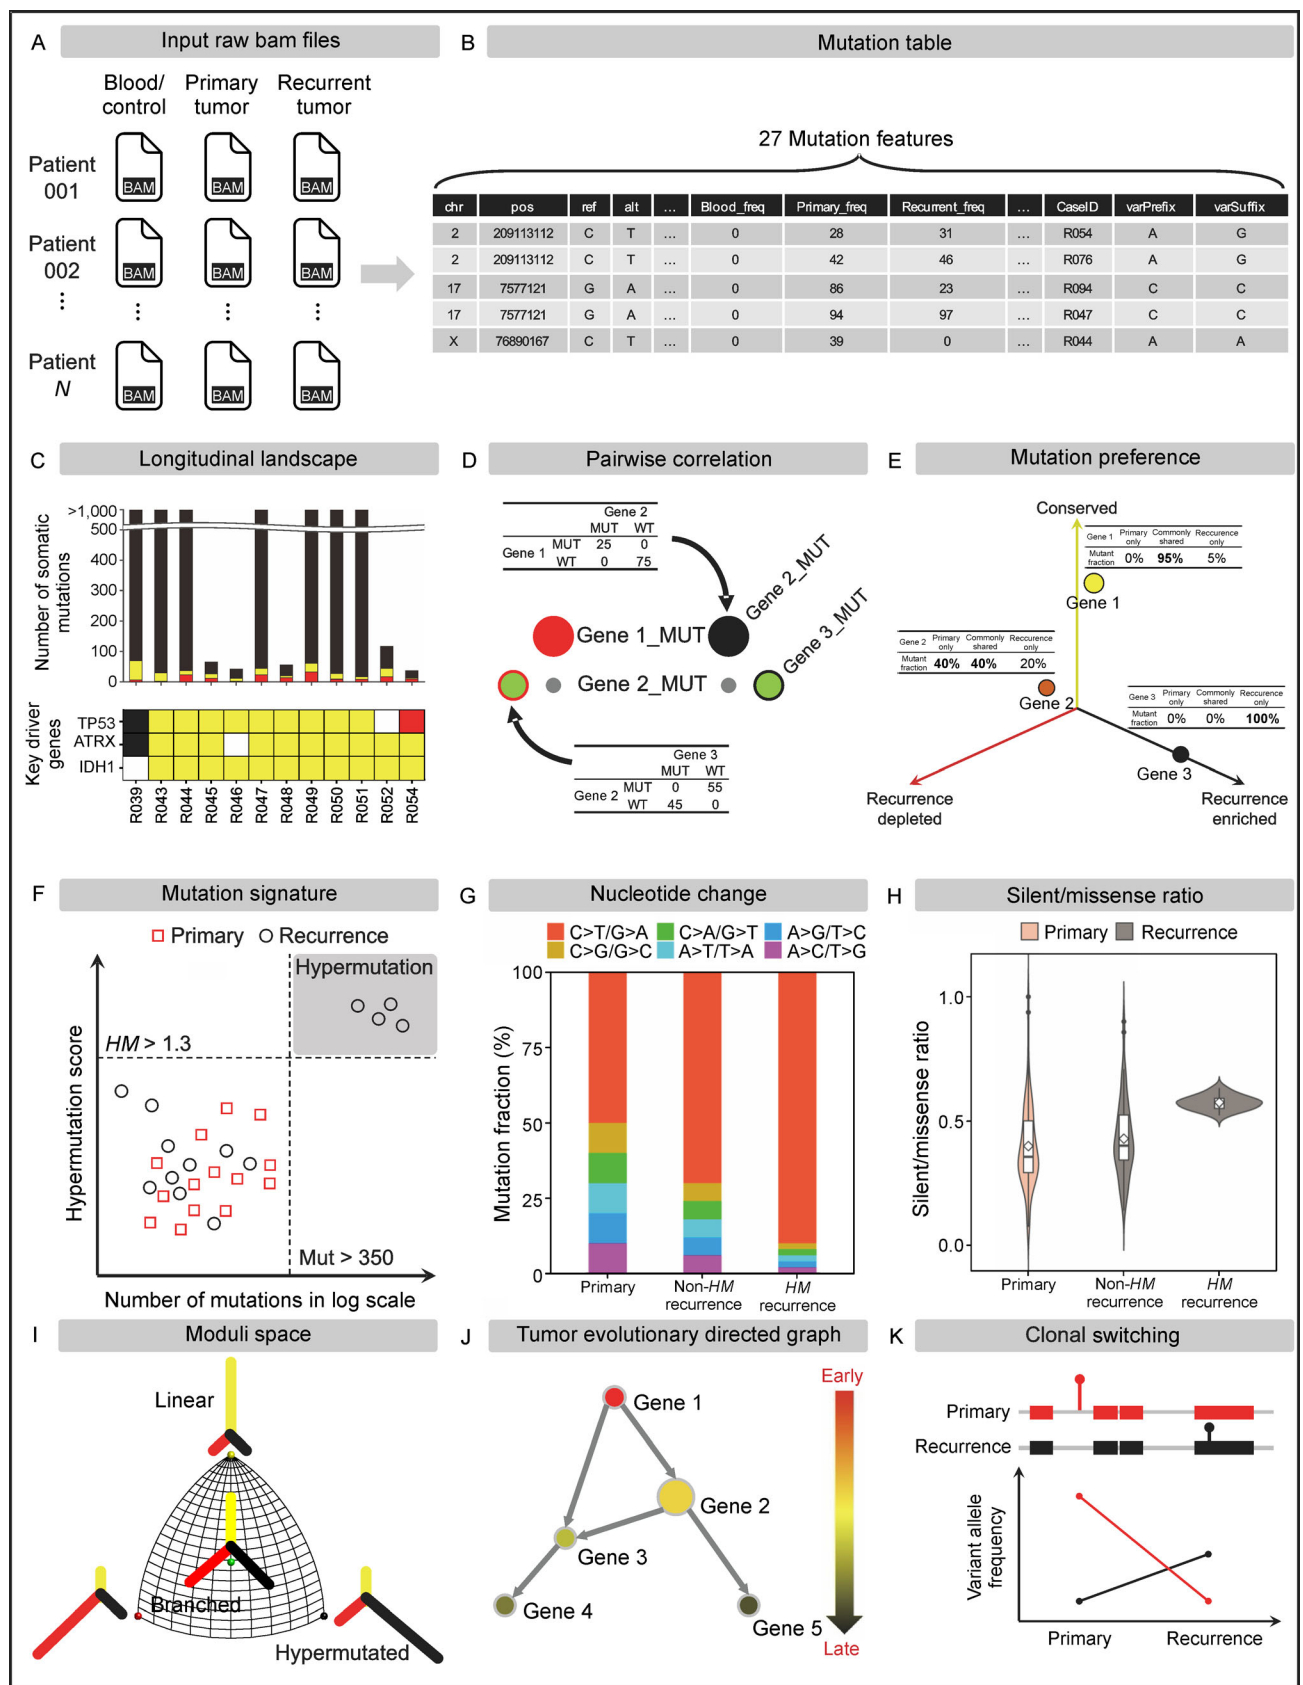 A Input raw bam files
Blood/ Primary Recurrent
control tumor tumor
Patient
001
BAM BAM BAM
Patient
002
BAM BAM BAM
⋮ ⋮ ⋮ ⋮
Patient
N
BAM BAM BAM
B Mutation table
27 Mutation features
chr pos ref alt ... Blood_freq Primary_freq Recurrent_freq ... CaseID varPrefix varSuffix
2 209113112 C T ... 0 28 31 ... R054 A G
2 209113112 C T ... 0 42 46 ... R076 A G
17 7577121 G A ... 0 86 23 ... R094 C C
17 7577121 G A ... 0 94 97 ... R047 C C
X 76890167 C T ... 0 39 0 ... R044 A A
C Longitudinal landscape
Number of somatic
mutations
>1,000
500
400
300
200
100
0
Key driver
genes
TP53
ATRX
IDH1
R039 R043 R044 R045 R046 R047 R048 R049 R050 R051 R052 R054
D Pairwise correlation
Gene 2
MUT WT
Gene 1 MUT 25 0
WT 0 75
Gene 2_MUT
Gene 3_MUT
Gene 1_MUT
Gene 2_MUT
Gene 3
MUT WT
Gene 2 MUT 0 55
WT 45 0
E Mutation preference
Conserved
Gene 1 Primary only Commonly shared Reccurence only
Mutant fraction 0% 95% 5%
Gene 1
Gene 2 Primary only Commonly shared Reccurence only
Mutant fraction 40% 40% 20%
Gene 2
Gene 3 Primary only Commonly shared Reccurence only
Mutant fraction 0% 0% 100%
Gene 3
Recurrence
depleted
Recurrence
enriched
F Mutation signature
Primary Recurrence
Hypermutation
HM > 1.3
Mut > 350
Hypermutation score
Number of mutations in log scale
G Nucleotide change
C>T/G>A C>A/G>T A>G/T>C
C>G/G>C A>T/T>A A>C/T>G
Mutation fraction (%)
100
75
50
25
0
Primary Non-HM HM
recurrence recurrence
H Silent/missense ratio
Primary Recurrence
Silent/missense ratio
1.0
0.5
0.0
Primary Non-HM HM
recurrence recurrence
I Moduli space
Linear
Branched
Hypermutated
J Tumor evolutionary directed graph
Early
Gene 1
Gene 2
Gene 3
Gene 4
Gene 5
Late
K Clonal switching
Primary
Recurrence
Variant allele
frequency
Primary Recurrence